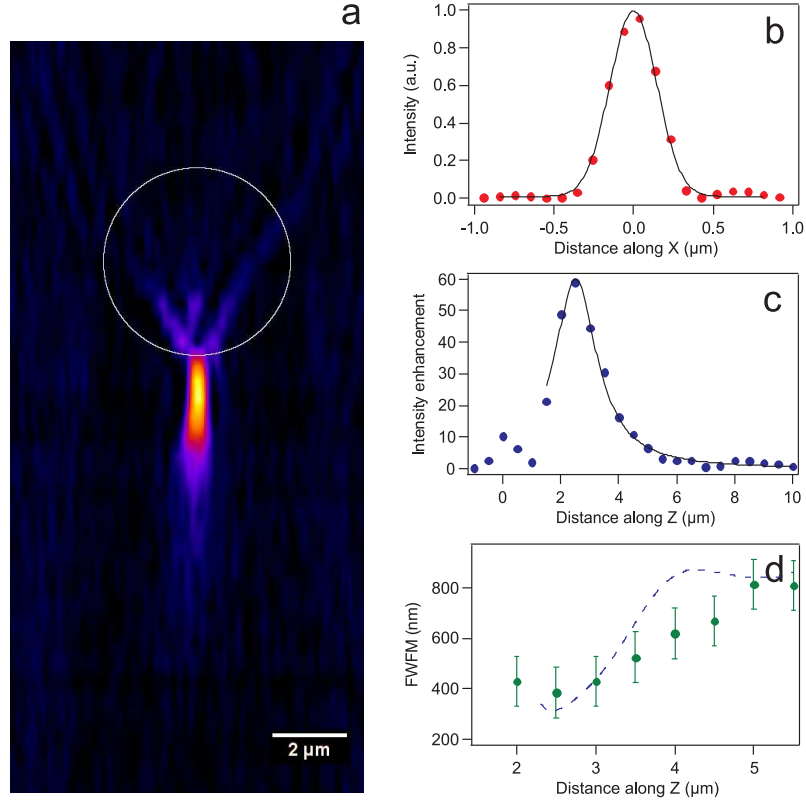 a
2 μm
b
Intensity (a.u.)
1.0
0.8
0.6
0.4
0.2
0.0
-1.0 -0.5 0.0 0.5 1.0
Distance along X (μm)
c
Intensity enhancement
60
50
40
30
20
10
0
0 2 4 6 8 10
Distance along Z (μm)
d
FWFM (nm)
800
600
400
200
2 3 4 5
Distance along Z (μm)